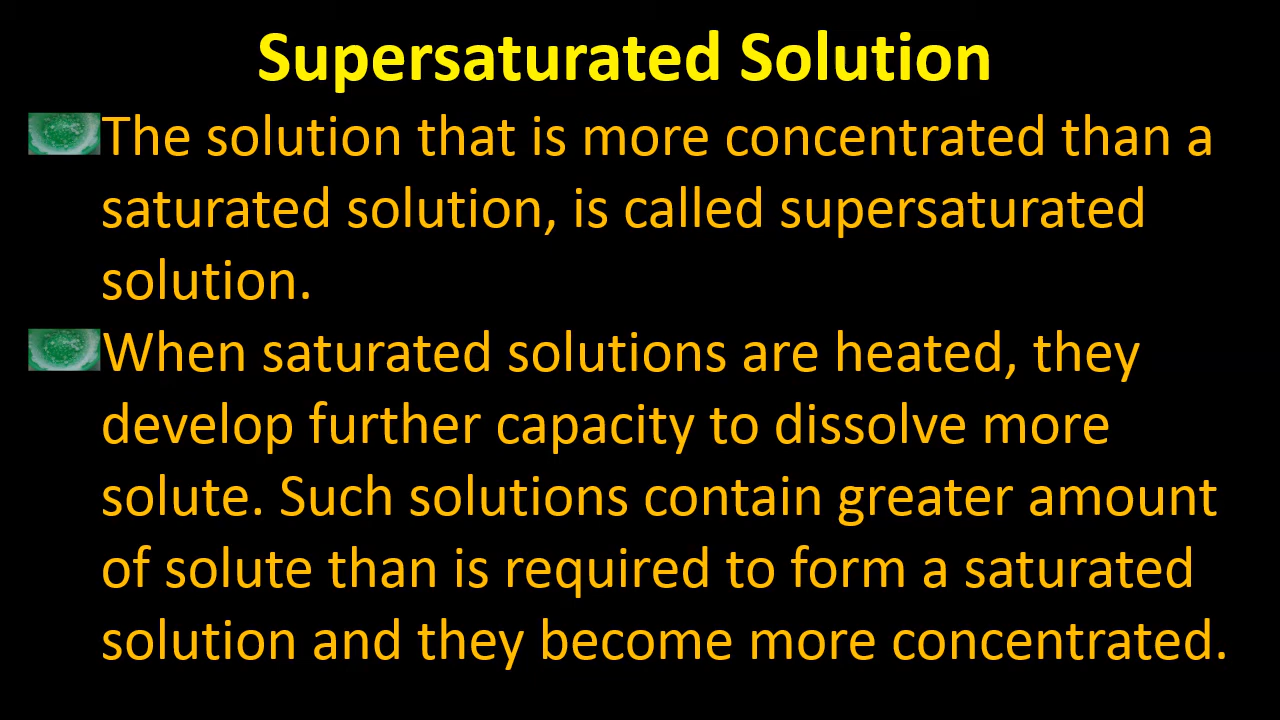 Supersaturated Solution
The solution that is more concentrated than a
saturated solution, is called supersaturated
solution.
When saturated solutions are heated, they
develop further capacity to dissolve more
solute. Such solutions contain greater amount
of solute than is required to form a saturated
solution and they become more concentrated.